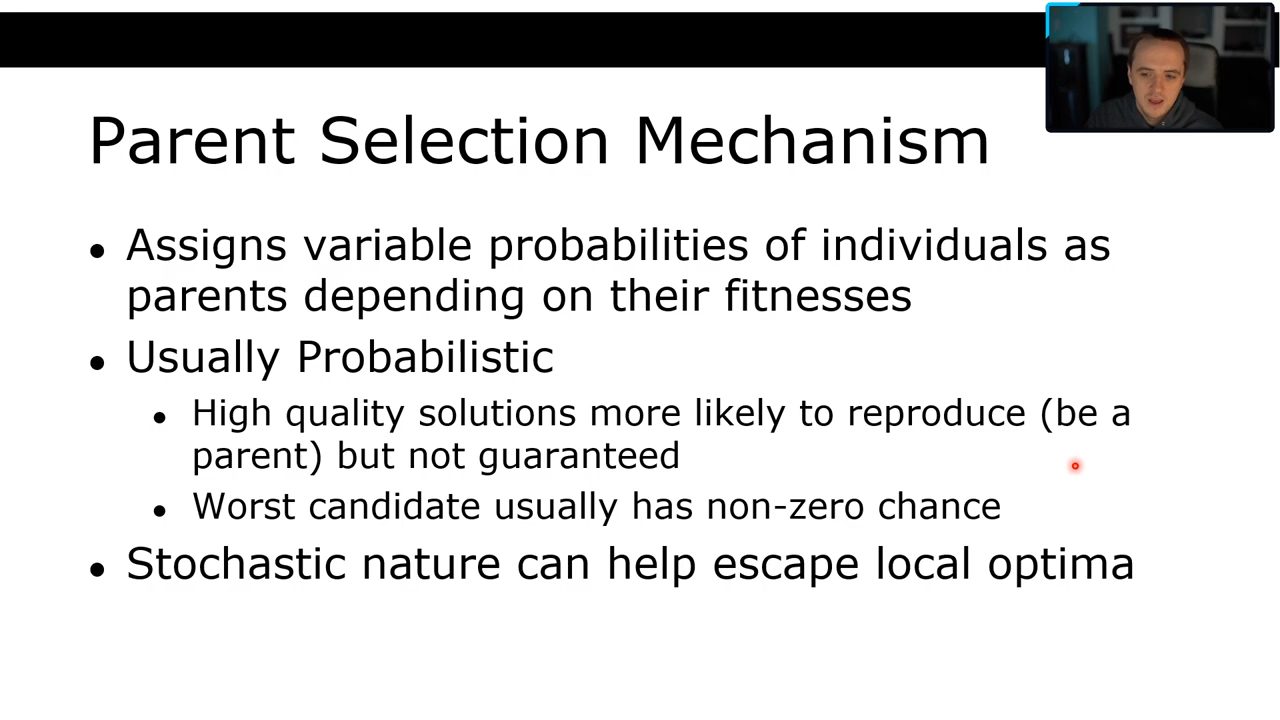 Parent Selection Mechanism
● Assigns variable probabilities of individuals as
parents depending on their fitnesses
● Usually Probabilistic
● High quality solutions more likely to reproduce (be a
parent) but not guaranteed
● Worst candidate usually has non-zero chance
● Stochastic nature can help escape local optima